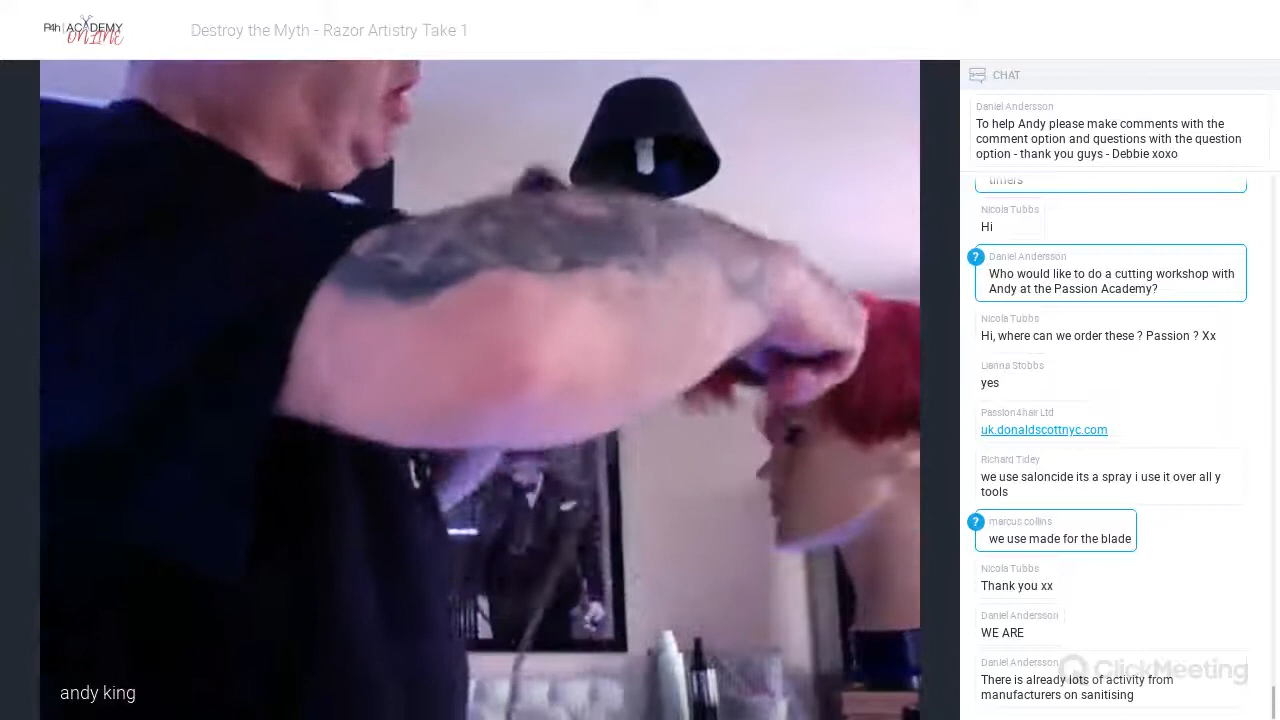 P4h | ACADEMY
ONLINE
Destroy the Myth - Razor Artistry Take 1
CHAT
Daniel Andersson
To help Andy please make comments with the
comment option and questions with the question
option - thank you guys - Debbie xoxo
timers
Nicola Tubbs
Hi
?
Daniel Andersson
Who would like to do a cutting workshop with
Andy at the Passion Academy?
Nicola Tubbs
Hi, where can we order these ? Passion ? Xx
Lianna Stobbs
yes
Passion4hair Ltd
uk.donaldscottnyc.com
Richard Tidey
we use saloncide its a spray i use it over all y
tools
?
marcus collins
we use made for the blade
Nicola Tubbs
Thank you xx
Daniel Andersson
WE ARE
Daniel Andersson
There is already lots of activity from
manufacturers on sanitising
ClickMeeting
andy king